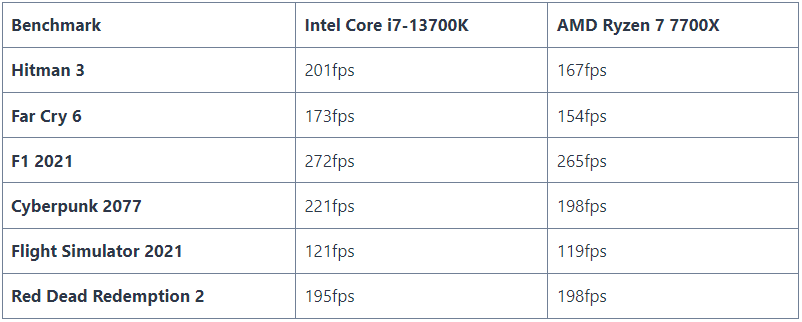 Benchmark Intel Core i7-13700K AMD Ryzen 7 7700X
Hitman 3 201fps 167fps
Far Cry 6 173fps 154fps
F1 2021 272fps 265fps
Cyberpunk 2077 221fps 198fps
Flight Simulator 2021 121fps 119fps
Red Dead Redemption 2 195fps 198fps